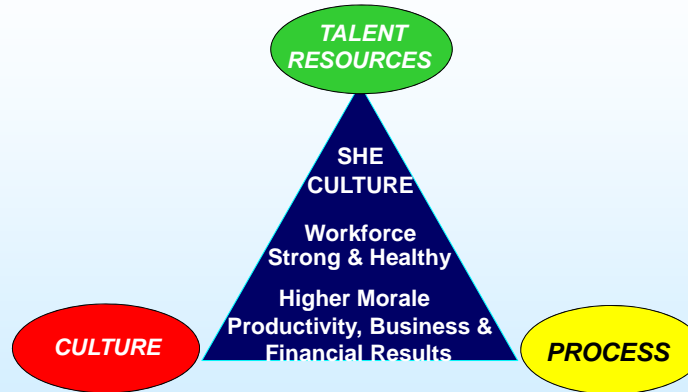 TALENT
RESOURCES
SHE
CULTURE
Workforce
Strong & Healthy
Higher Morale
Productivity, Business &
Financial Results
CULTURE
PROCESS